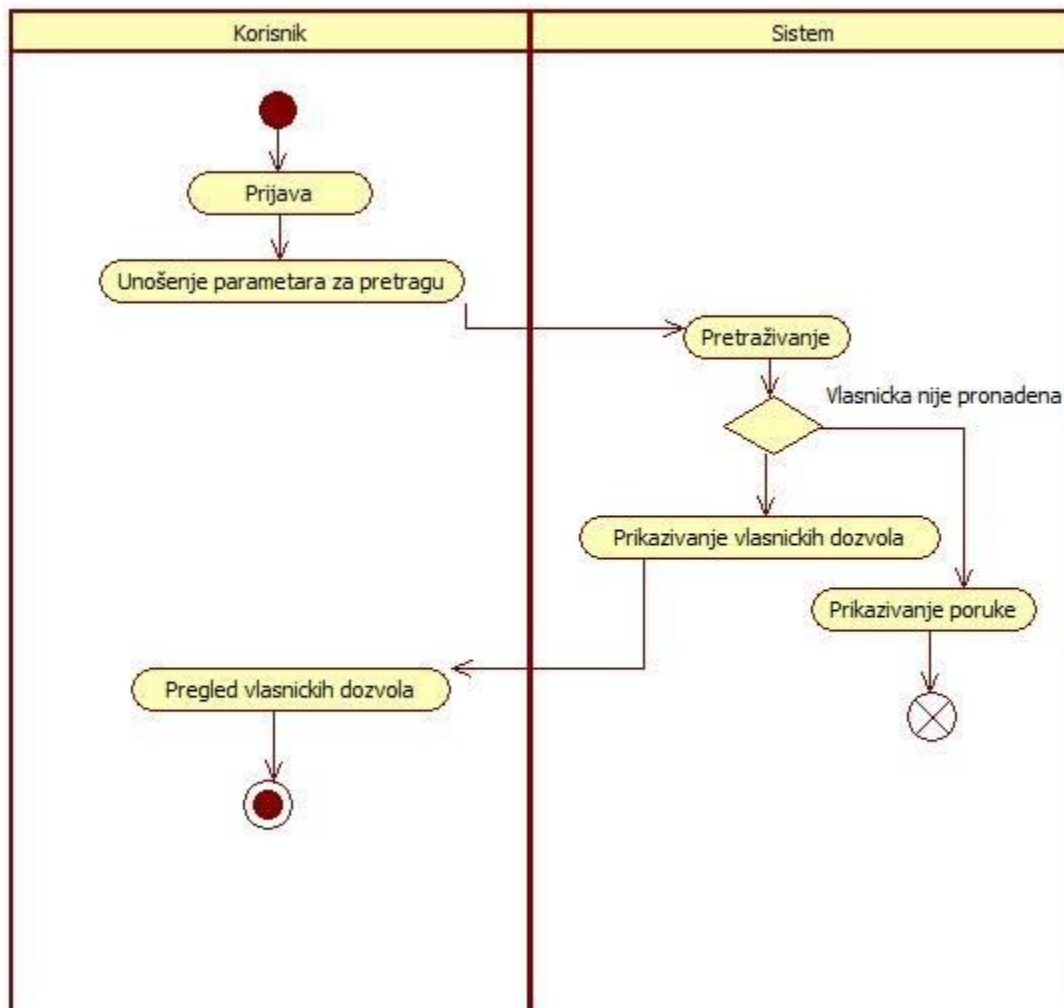 Korisnik
Sistem
Prijava
Unošenje parametara za pretragu
Pretraživanje
Vlasnicka nije pronadena
Prikazivanje vlasnickih dozvola
Prikazivanje poruke
Pregled vlasnickih dozvola